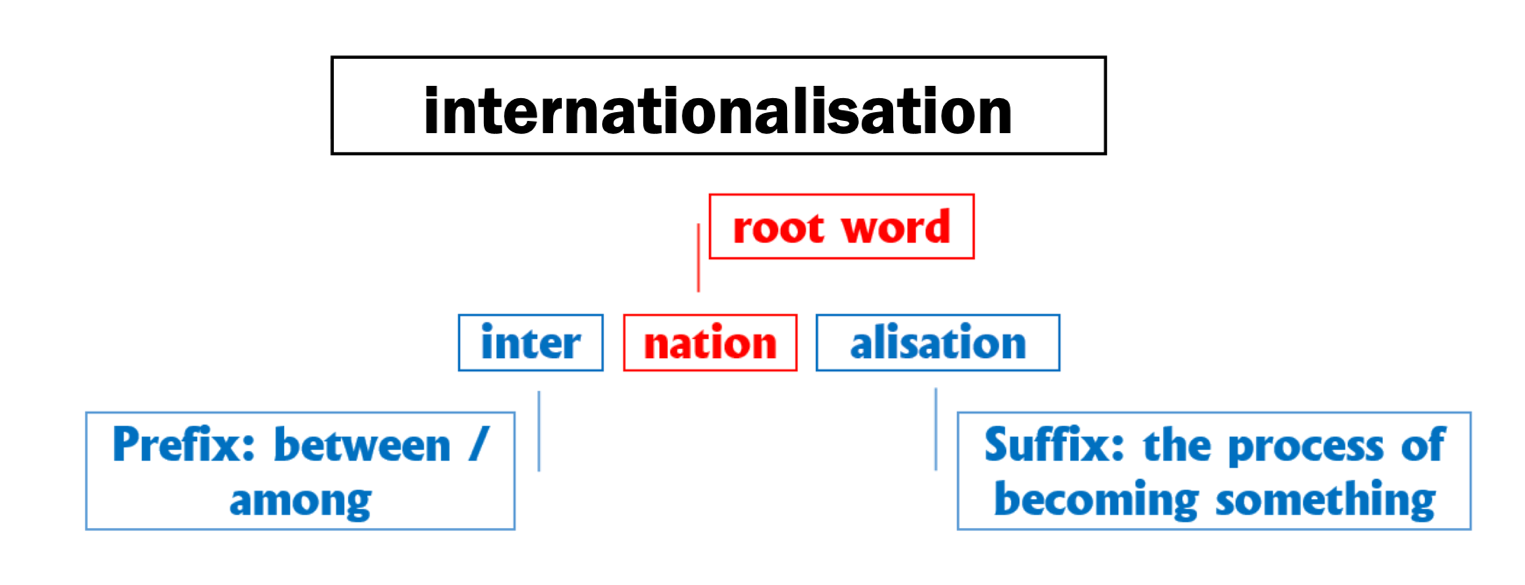 internationalisation
root word
inter nation alisation
Prefix: between /
among
Suffix: the process of
becoming something